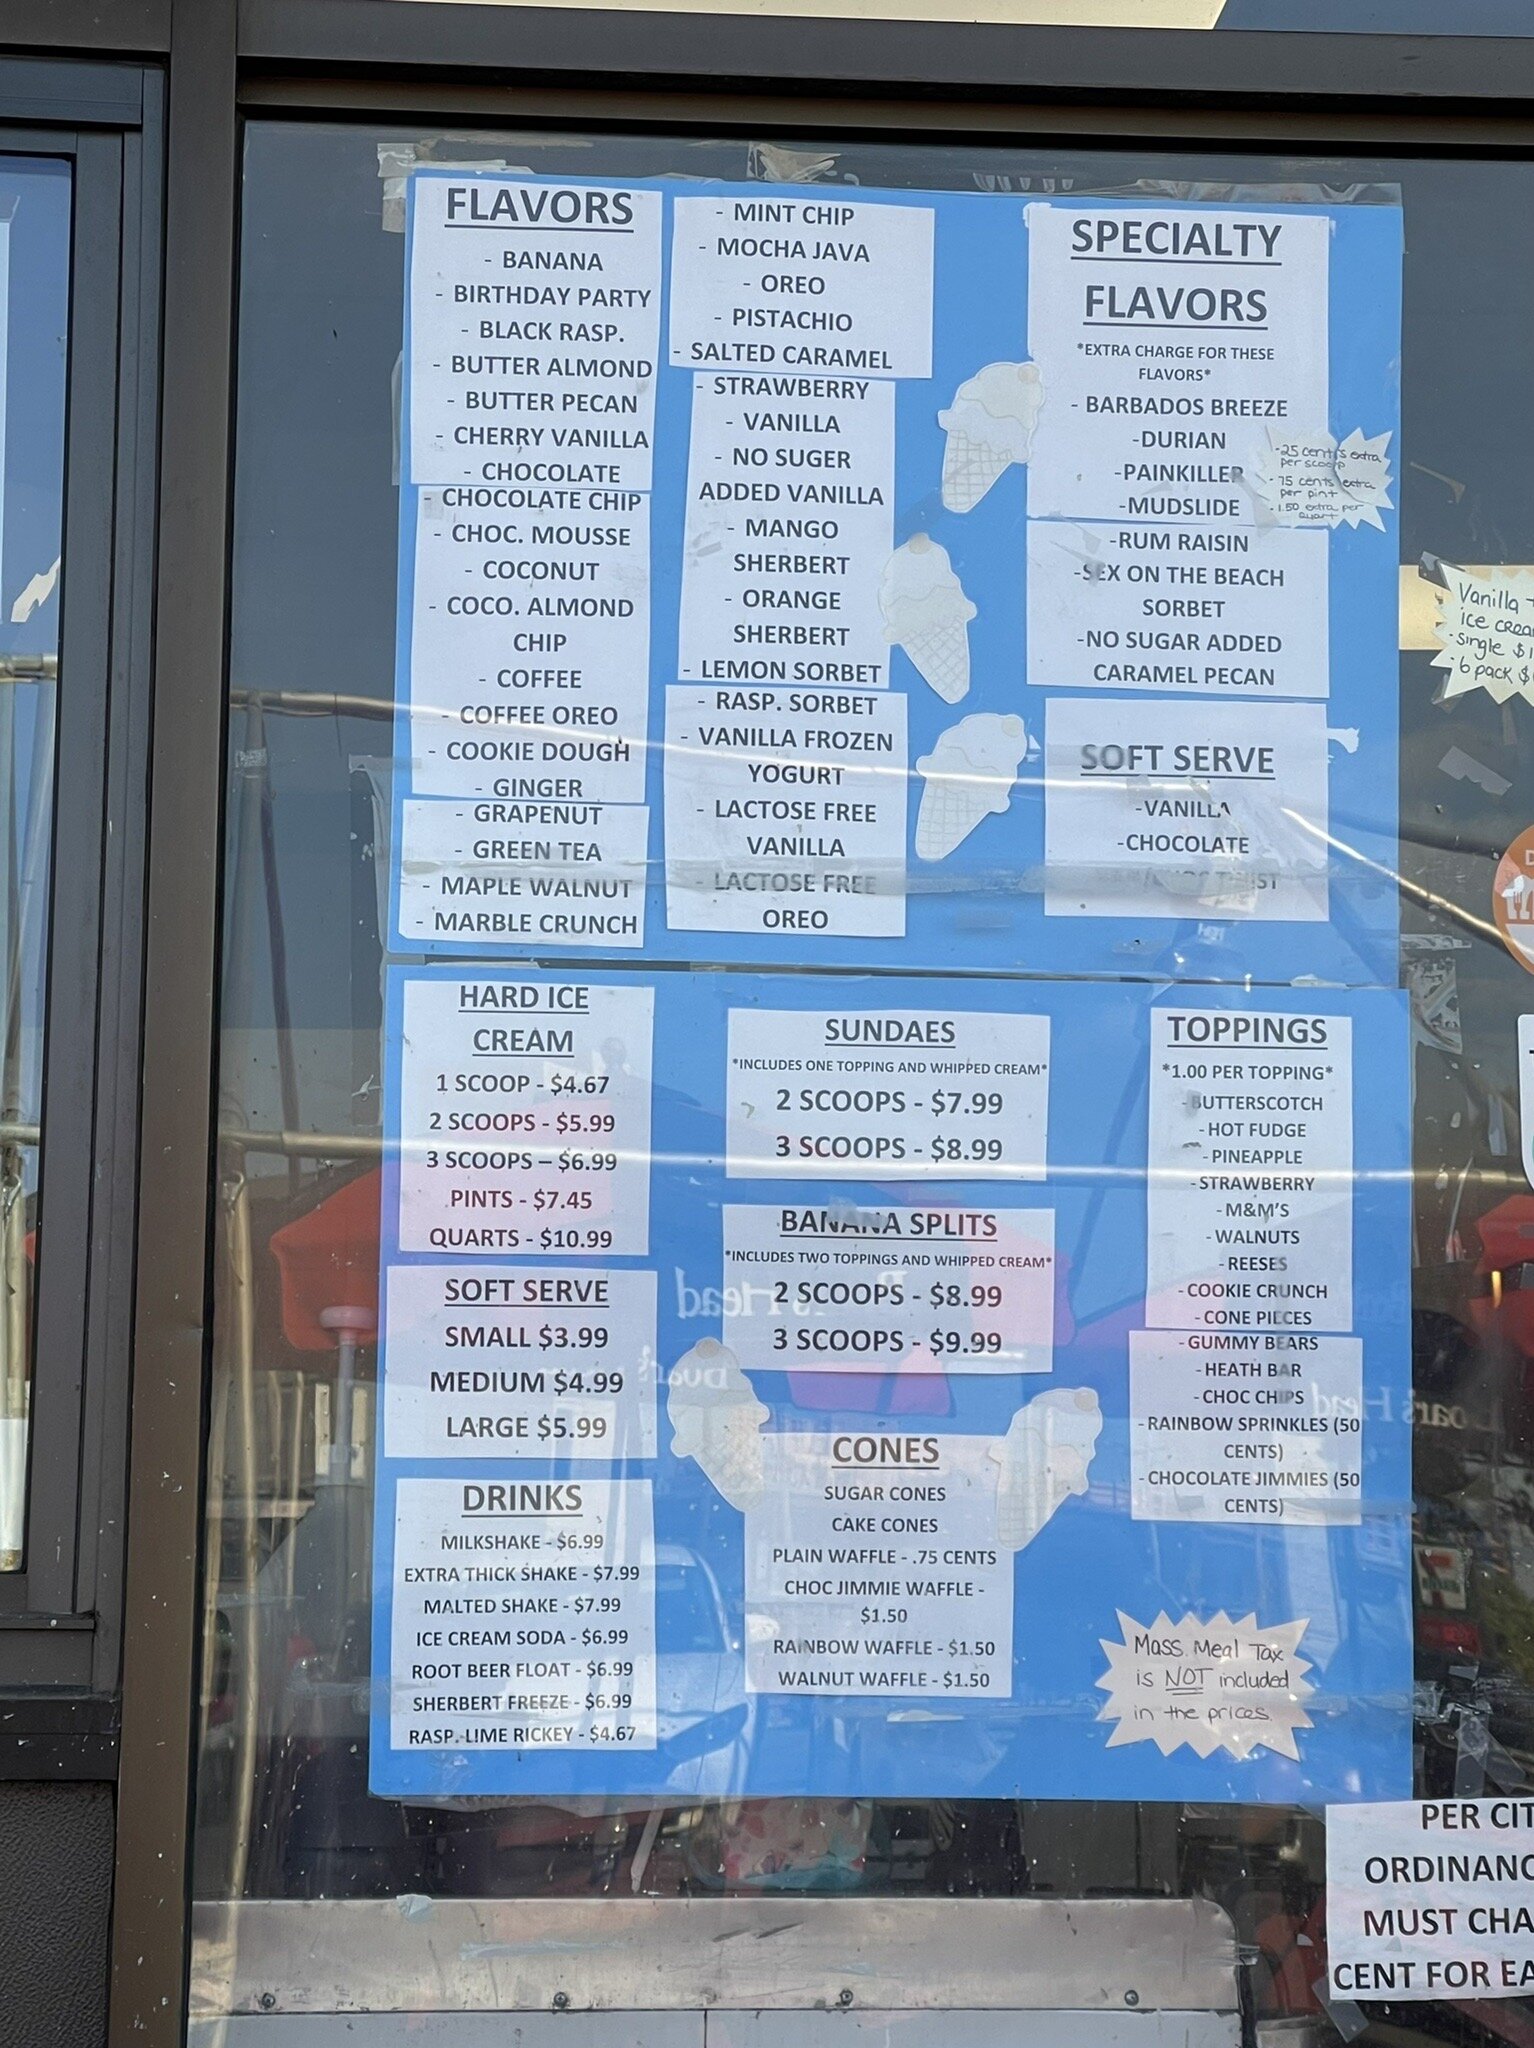 FLAVORS
- BANANA
- BIRTHDAY PARTY
- BLACK RASP.
- BUTTER ALMOND
- BUTTER PECAN
- CHERRY VANILLA
- CHOCOLATE
- CHOCOLATE CHIP
- CHOC. MOUSSE
- COCONUT
- COCO. ALMOND
CHIP
- COFFEE
- COFFEE OREO
- COOKIE DOUGH
- GINGER
- GRAPENUT
- GREEN TEA
- MAPLE WALNUT
- MARBLE CRUNCH
- MINT CHIP
- MOCHA JAVA
- OREO
- PISTACHIO
- SALTED CARAMEL
- STRAWBERRY
- VANILLA
- NO SUGER
ADDED VANILLA
- MANGO
SHERBERT
- ORANGE
SHERBERT
- LEMON SORBET
- RASP. SORBET
- VANILLA FROZEN
YOGURT
- LACTOSE FREE
VANILLA
- LACTOSE FREE
OREO
SPECIALTY
FLAVORS
*EXTRA CHARGE FOR THESE
FLAVORS*
- BARBADOS BREEZE
-DURIAN
-PAINKILLER
-MUDSLIDE
-RUM RAISIN
-SEX ON THE BEACH
SORBET
-NO SUGAR ADDED
CARAMEL PECAN
-25 cents extra
per scoop
-75 cents extra
per pint
-1.50 extra per
quart
SOFT SERVE
-VANILLA
-CHOCOLATE
Vanilla
ice
-single
-6 pack
HARD ICE
CREAM
1 SCOOP - $4.67
2 SCOOPS - $5.99
3 SCOOPS – $6.99
PINTS - $7.45
QUARTS - $10.99
SOFT SERVE
SMALL $3.99
MEDIUM $4.99
LARGE $5.99
DRINKS
MILKSHAKE - $6.99
EXTRA THICK SHAKE - $7.99
MALTED SHAKE - $7.99
ICE CREAM SODA - $6.99
ROOT BEER FLOAT - $6.99
SHERBERT FREEZE - $6.99
RASP.-LIME RICKEY - $4.67
SUNDAES
*INCLUDES ONE TOPPING AND WHIPPED CREAM*
2 SCOOPS - $7.99
3 SCOOPS - $8.99
BANANA SPLITS
*INCLUDES TWO TOPPINGS AND WHIPPED CREAM*
2 SCOOPS - $8.99
3 SCOOPS - $9.99
CONES
SUGAR CONES
CAKE CONES
PLAIN WAFFLE - .75 CENTS
CHOC JIMMIE WAFFLE -
$1.50
RAINBOW WAFFLE - $1.50
WALNUT WAFFLE - $1.50
TOPPINGS
*1.00 PER TOPPING*
- BUTTERSCOTCH
- HOT FUDGE
- PINEAPPLE
- STRAWBERRY
- M&M'S
- WALNUTS
- REESES
- COOKIE CRUNCH
- CONE PIECES
- GUMMY BEARS
- HEATH BAR
- CHOC CHIPS
- RAINBOW SPRINKLES (50
CENTS)
- CHOCOLATE JIMMIES (50
CENTS)
Mass. Meal Tax
is NOT included
in the prices.
PER
MUST
CENT FOR